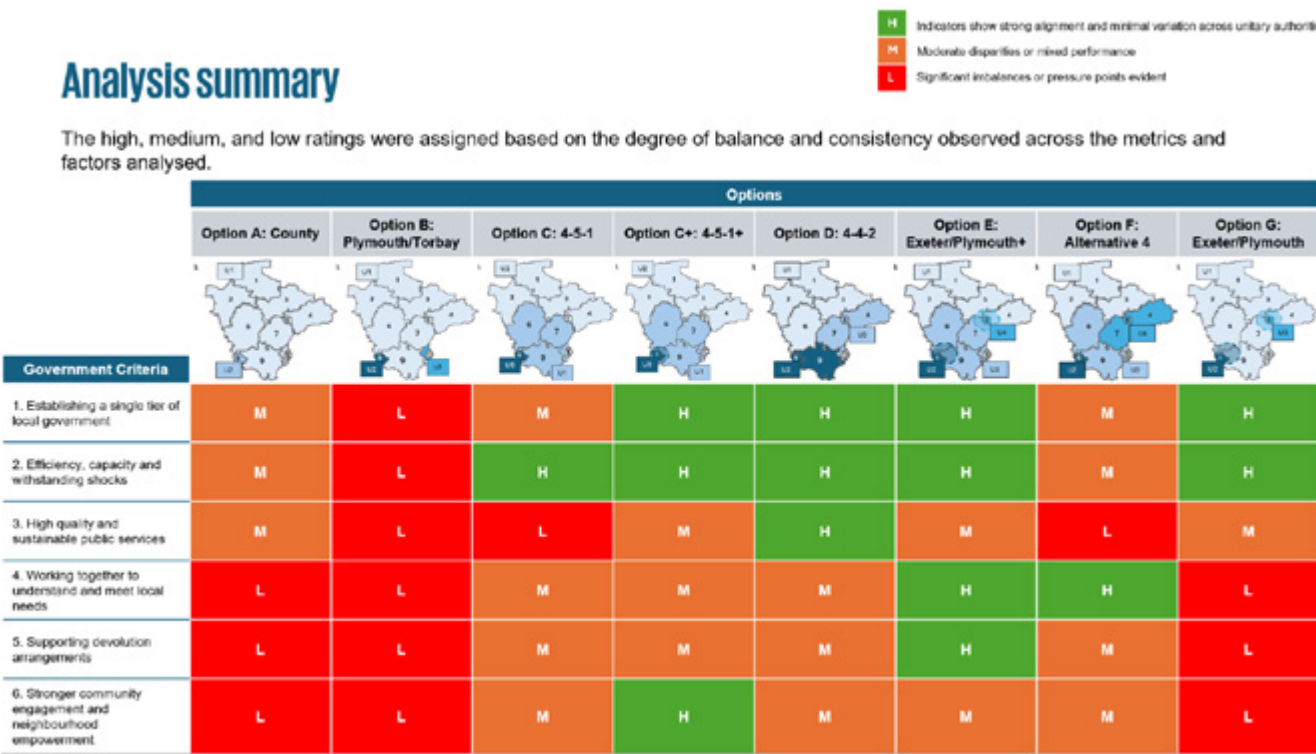 H Indicators show strong alignment and minimal variation across unitary authoriti
M Moderate disparities or mixed performance
L Significant imbalances or pressure points evident
Analysis summary
The high, medium, and low ratings were assigned based on the degree of balance and consistency observed across the metrics and
factors analysed.
Options
Option A: County
Option B:
Plymouth/Torbay
Option C: 4-5-1
Option C+: 4-5-1+
Option D: 4-4-2
Option E:
Exeter/Plymouth+
Option F:
Alternative 4
Option G:
Exeter/Plymouth
Government Criteria
1. Establishing a single tier of
local government
M L M H H H M H
2. Efficiency, capacity and
withstanding shocks
M L H H H H M H
3. High quality and
sustainable public services
M L L M H M L M
4. Working together to
understand and meet local
needs
L L M M M H H L
5. Supporting devolution
arrangements
L L M M M H M L
6. Stronger community
engagement and
neighbourhood
empowerment
L L M H M M M L